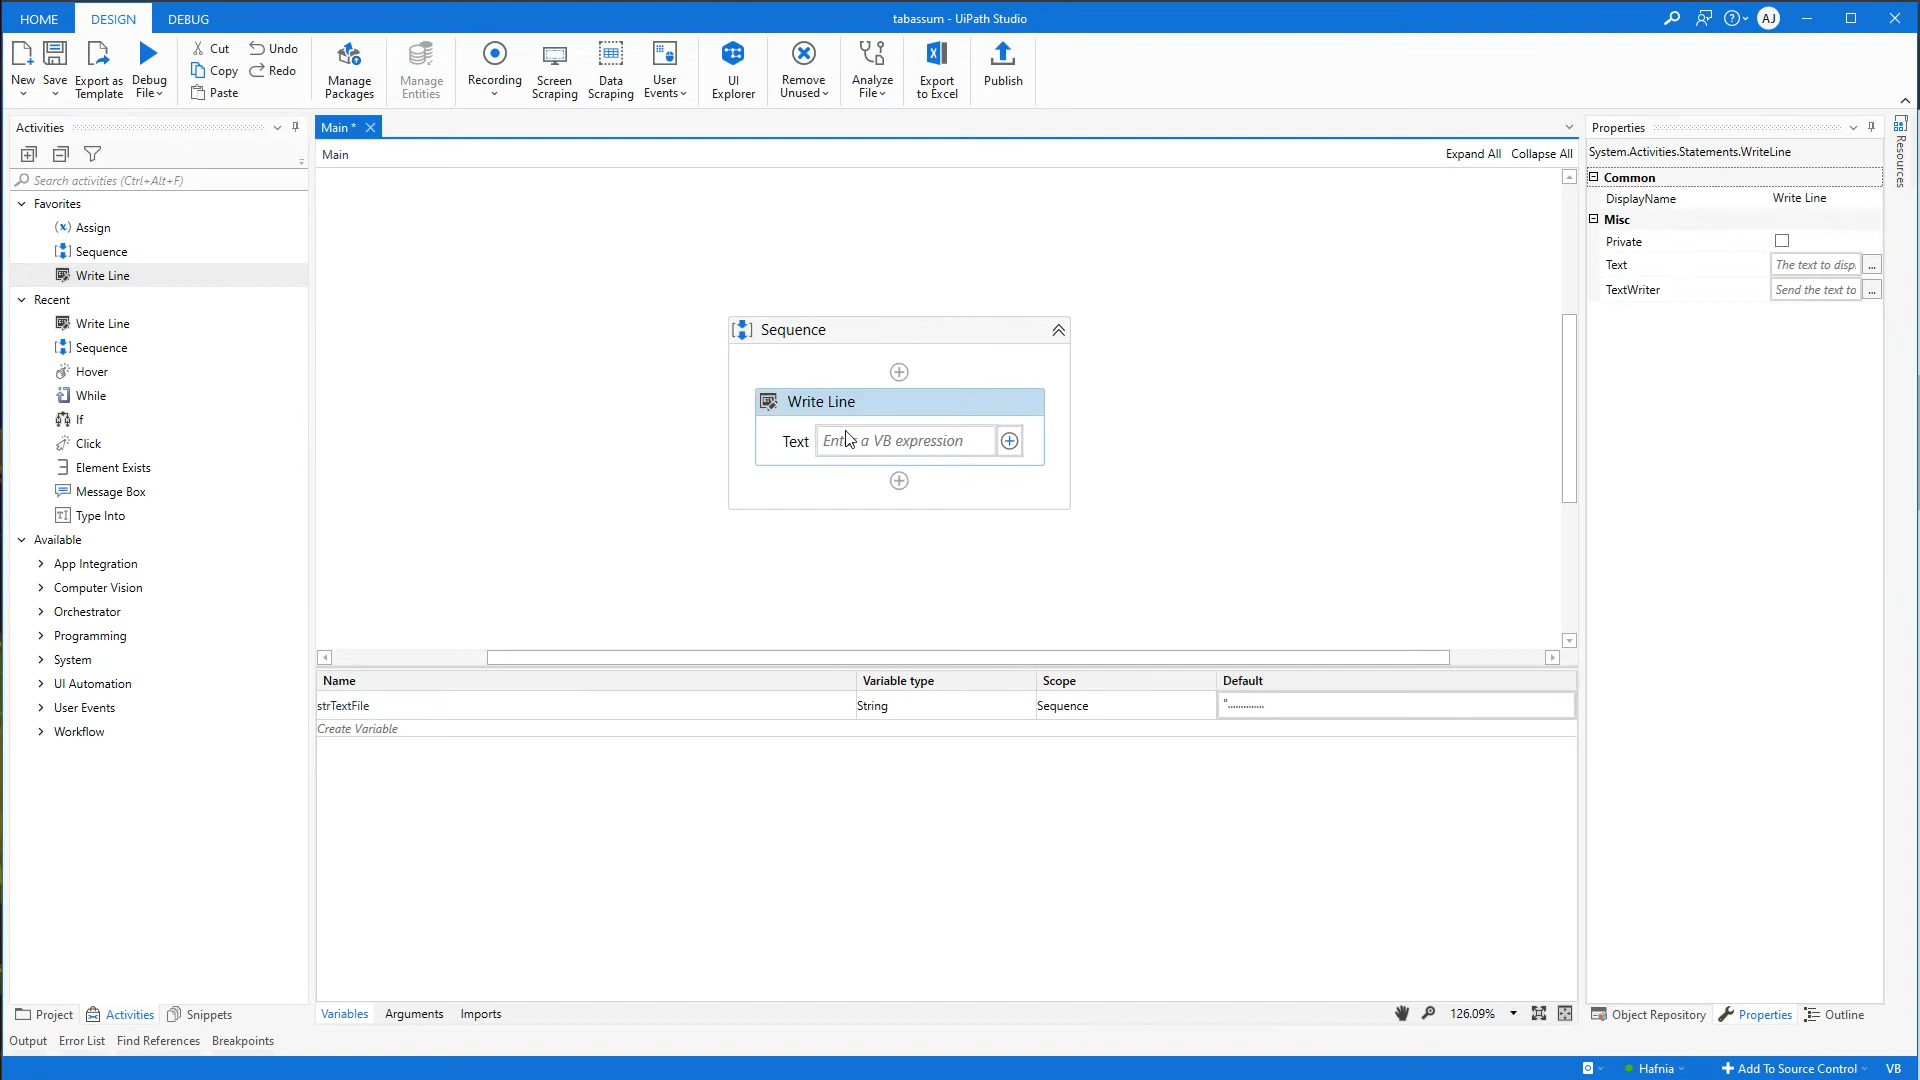 HOME DESIGN DEBUG
tabassum - UiPath Studio
AJ
New
Save
Export as Template
Debug File
Cut
Copy
Paste
Undo
Redo
Manage Packages
Manage Entities
Recording
Screen Scraping
Data Scraping
User Events
UI Explorer
Remove Unused
Analyze File
Export to Excel
Publish
Activities
Search activities (Ctrl+Alt+F)
Favorites
Assign
Sequence
Write Line
Recent
Write Line
Sequence
Hover
While
If
Click
Element Exists
Message Box
Type Into
Available
App Integration
Computer Vision
Orchestrator
Programming
System
UI Automation
User Events
Workflow
Project Activities Snippets
Main *
Main
Expand All Collapse All
Sequence
Write Line
Text Enter a VB expression
Name Variable type Scope Default
strTextFile String Sequence "..............
Create Variable
Variables Arguments Imports
126.09%
Properties
System.Activities.Statements.WriteLine
Common
DisplayName Write Line
Misc
Private
Text The text to disp
...
TextWriter Send the text to
...
Resources
Object Repository Properties Outline
Output Error List Find References Breakpoints
Hafnia
Add To Source Control
VB